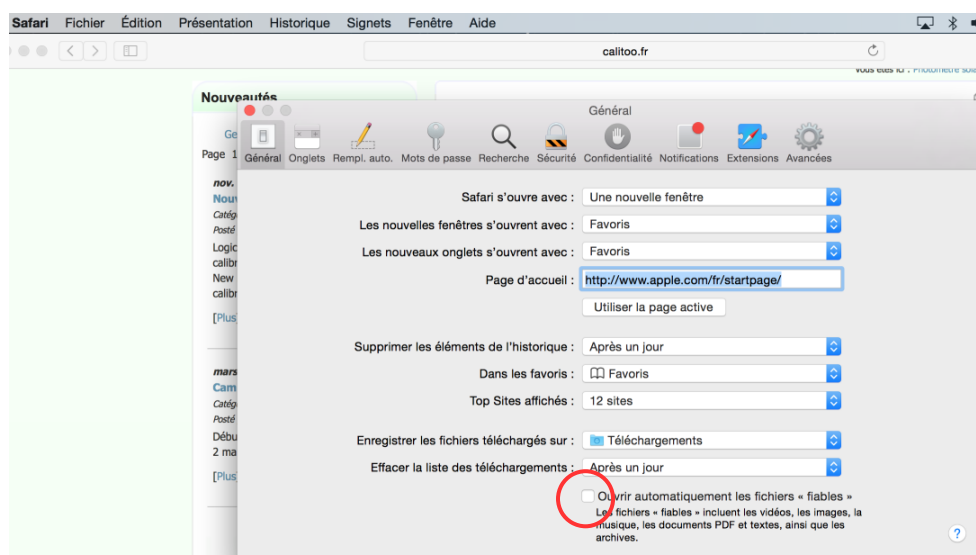 Safari Fichier Édition Présentation Historique Signets Fenêtre Aide
calitoo.fr
Vous êtes ici :
Nouveautés
Page 1
nov.
Posté
Logic
calibr
New
calibr
[Plus
mars
Posté
Débu
2 ma
[Plus
Général
Général Onglets Rempl. auto. Mots de passe Recherche Sécurité Confidentialité Notifications Extensions Avancées
Safari s’ouvre avec : Une nouvelle fenêtre
Les nouvelles fenêtres s’ouvrent avec : Favoris
Les nouveaux onglets s’ouvrent avec : Favoris
Page d’accueil : http://www.apple.com/fr/startpage/
Utiliser la page active
Supprimer les éléments de l’historique : Après un jour
Dans les favoris : Favoris
Top Sites affichés : 12 sites
Enregistrer les fichiers téléchargés sur : Téléchargements
Effacer la liste des téléchargements : Après un jour
Ouvrir automatiquement les fichiers « fiables »
Les fichiers « fiables » incluent les vidéos, les images, la
musique, les documents PDF et textes, ainsi que les
archives.
?